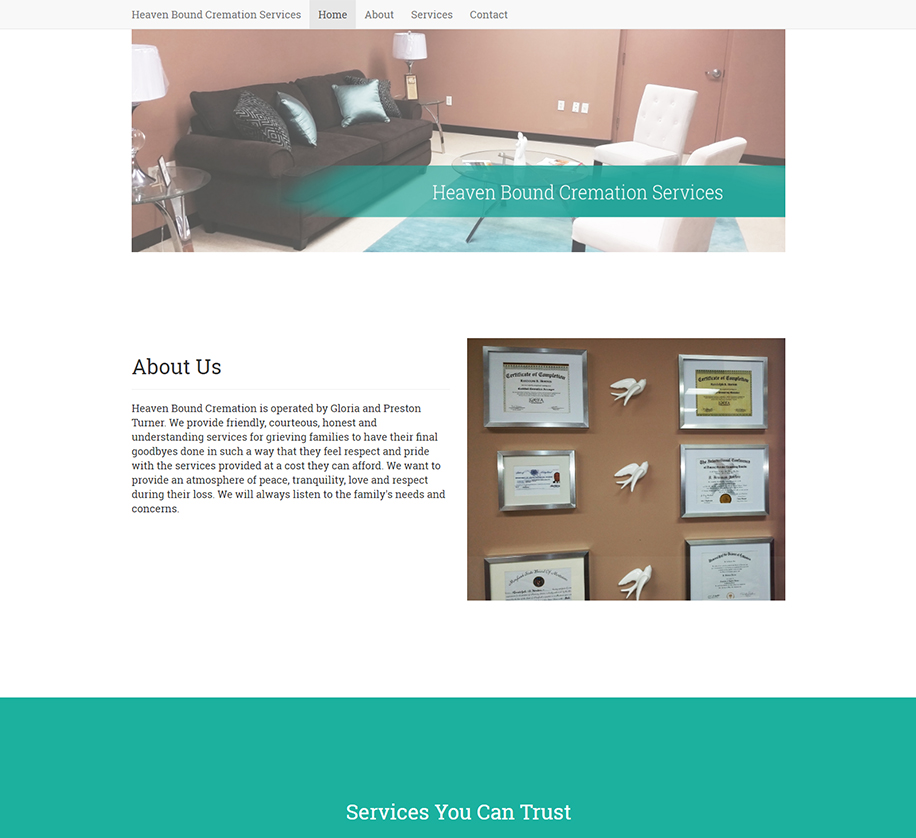 Heaven Bound Cremation Services Home About Services Contact
Heaven Bound Cremation Services
About Us
Heaven Bound Cremation is operated by Gloria and Preston
Turner. We provide friendly, courteous, honest and
understanding services for grieving families to have their final
goodbyes done in such a way that they feel respect and pride
with the services provided at a cost they can afford. We want to
provide an atmosphere of peace, tranquility, love and respect
during their loss. We will always listen to the family's needs and
concerns.
Certificate of Completion
Certificate of Completion
Services You Can Trust